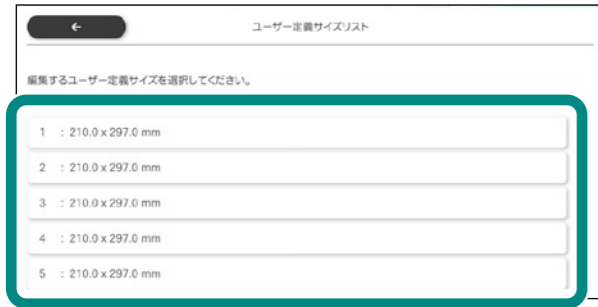 ←
ユーザー定義サイズリスト
編集するユーザー定義サイズを選択してください。
1 : 210.0 x 297.0 mm
2 : 210.0 x 297.0 mm
3 : 210.0 x 297.0 mm
4 : 210.0 x 297.0 mm
5 : 210.0 x 297.0 mm